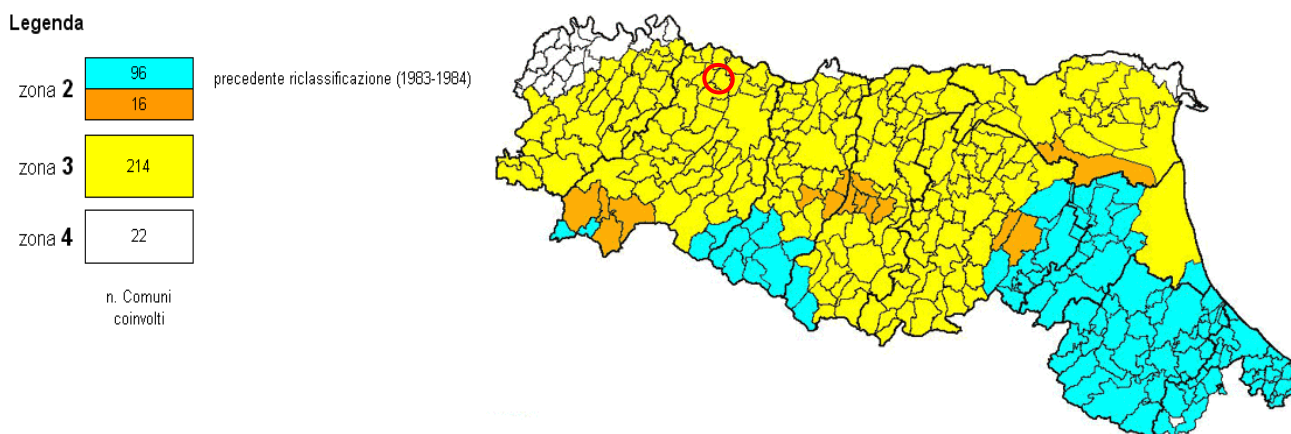 Legenda
zona 2
96
precedente riclassificazione (1983-1984)
16
zona 3
214
zona 4
22
n. Comuni
coinvolti